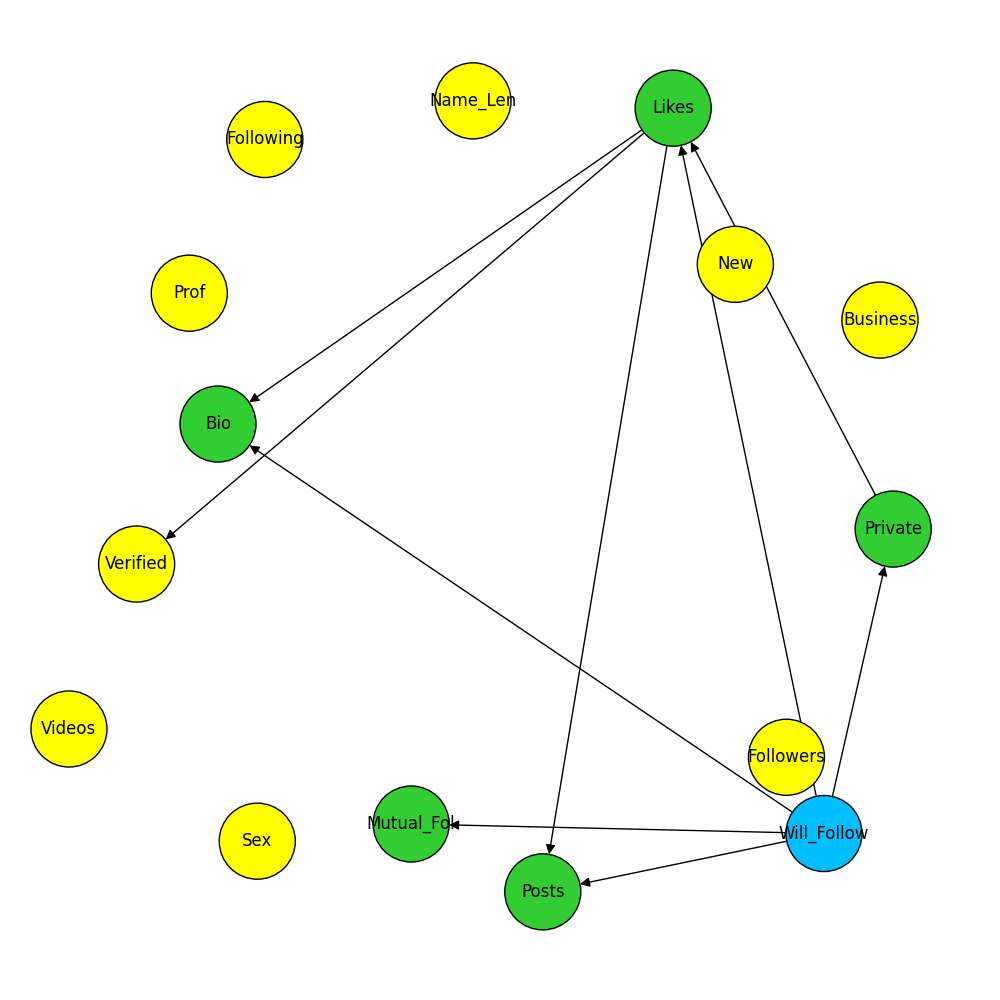 Name_Len
Likes
Following
New
Prof
Business
Bio
Private
Verified
Videos
Followers
Mutual_Fol
Will_Follow
Sex
Posts